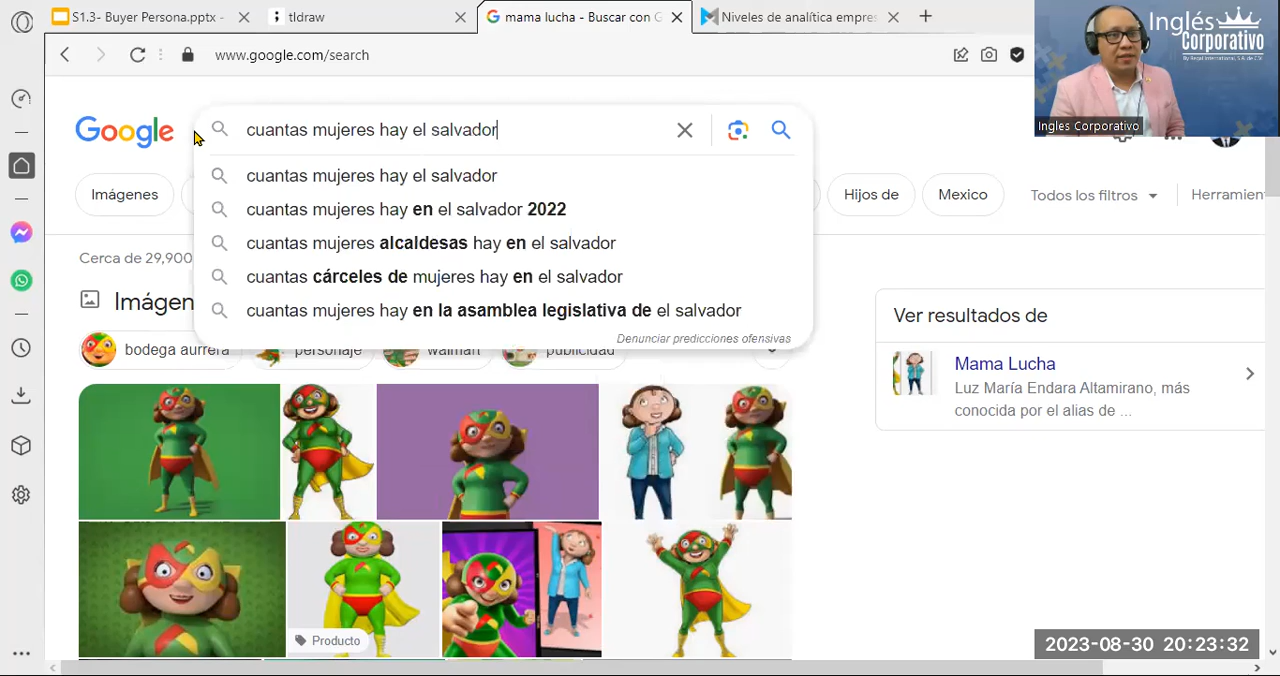 S1.3- Buyer Persona.pptx -
tldraw
mama lucha - Buscar con G
Niveles de analítica empres
www.google.com/search
Inglés
Corporativo
By Regal International, S.A. de C.V.
Ingles Corporativo
Google
cuantas mujeres hay el salvador
cuantas mujeres hay el salvador
cuantas mujeres hay en el salvador 2022
cuantas mujeres alcaldesas hay en el salvador
cuantas cárceles de mujeres hay en el salvador
cuantas mujeres hay en la asamblea legislativa de el salvador
Denunciar predicciones ofensivas
Imágenes
Hijos de
Mexico
Todos los filtros
Herramien
Cerca de 29,900
Imágen
bodega aurrera
personaje
walmart
publicidad
Ver resultados de
Mama Lucha
Luz María Endara Altamirano, más
conocida por el alias de ...
Producto
2023-08-30 20:23:32